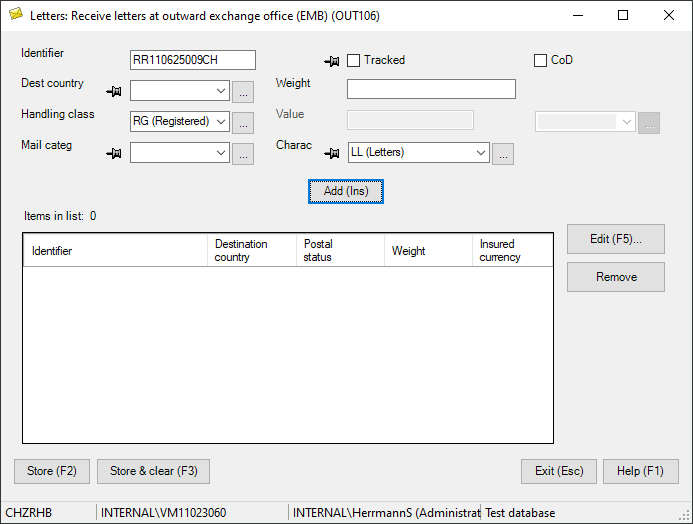 Letters: Receive letters at outward exchange office (EMB) (OUT106)
Identifier RR110625009CH Tracked CoD
Dest country ... Weight
Handling class RG (Registered) ... Value ...
Mail categ ... Charac LL (Letters) ...
Add (Ins)
Items in list: 0
Edit (F5)...
Remove
Identifier Destination country Postal status Weight Insured currency
Store (F2) Store & clear (F3) Exit (Esc) Help (F1)
CHZRHB INTERNAL\VM11023060 INTERNAL\HerrmannS (Administrat Test database